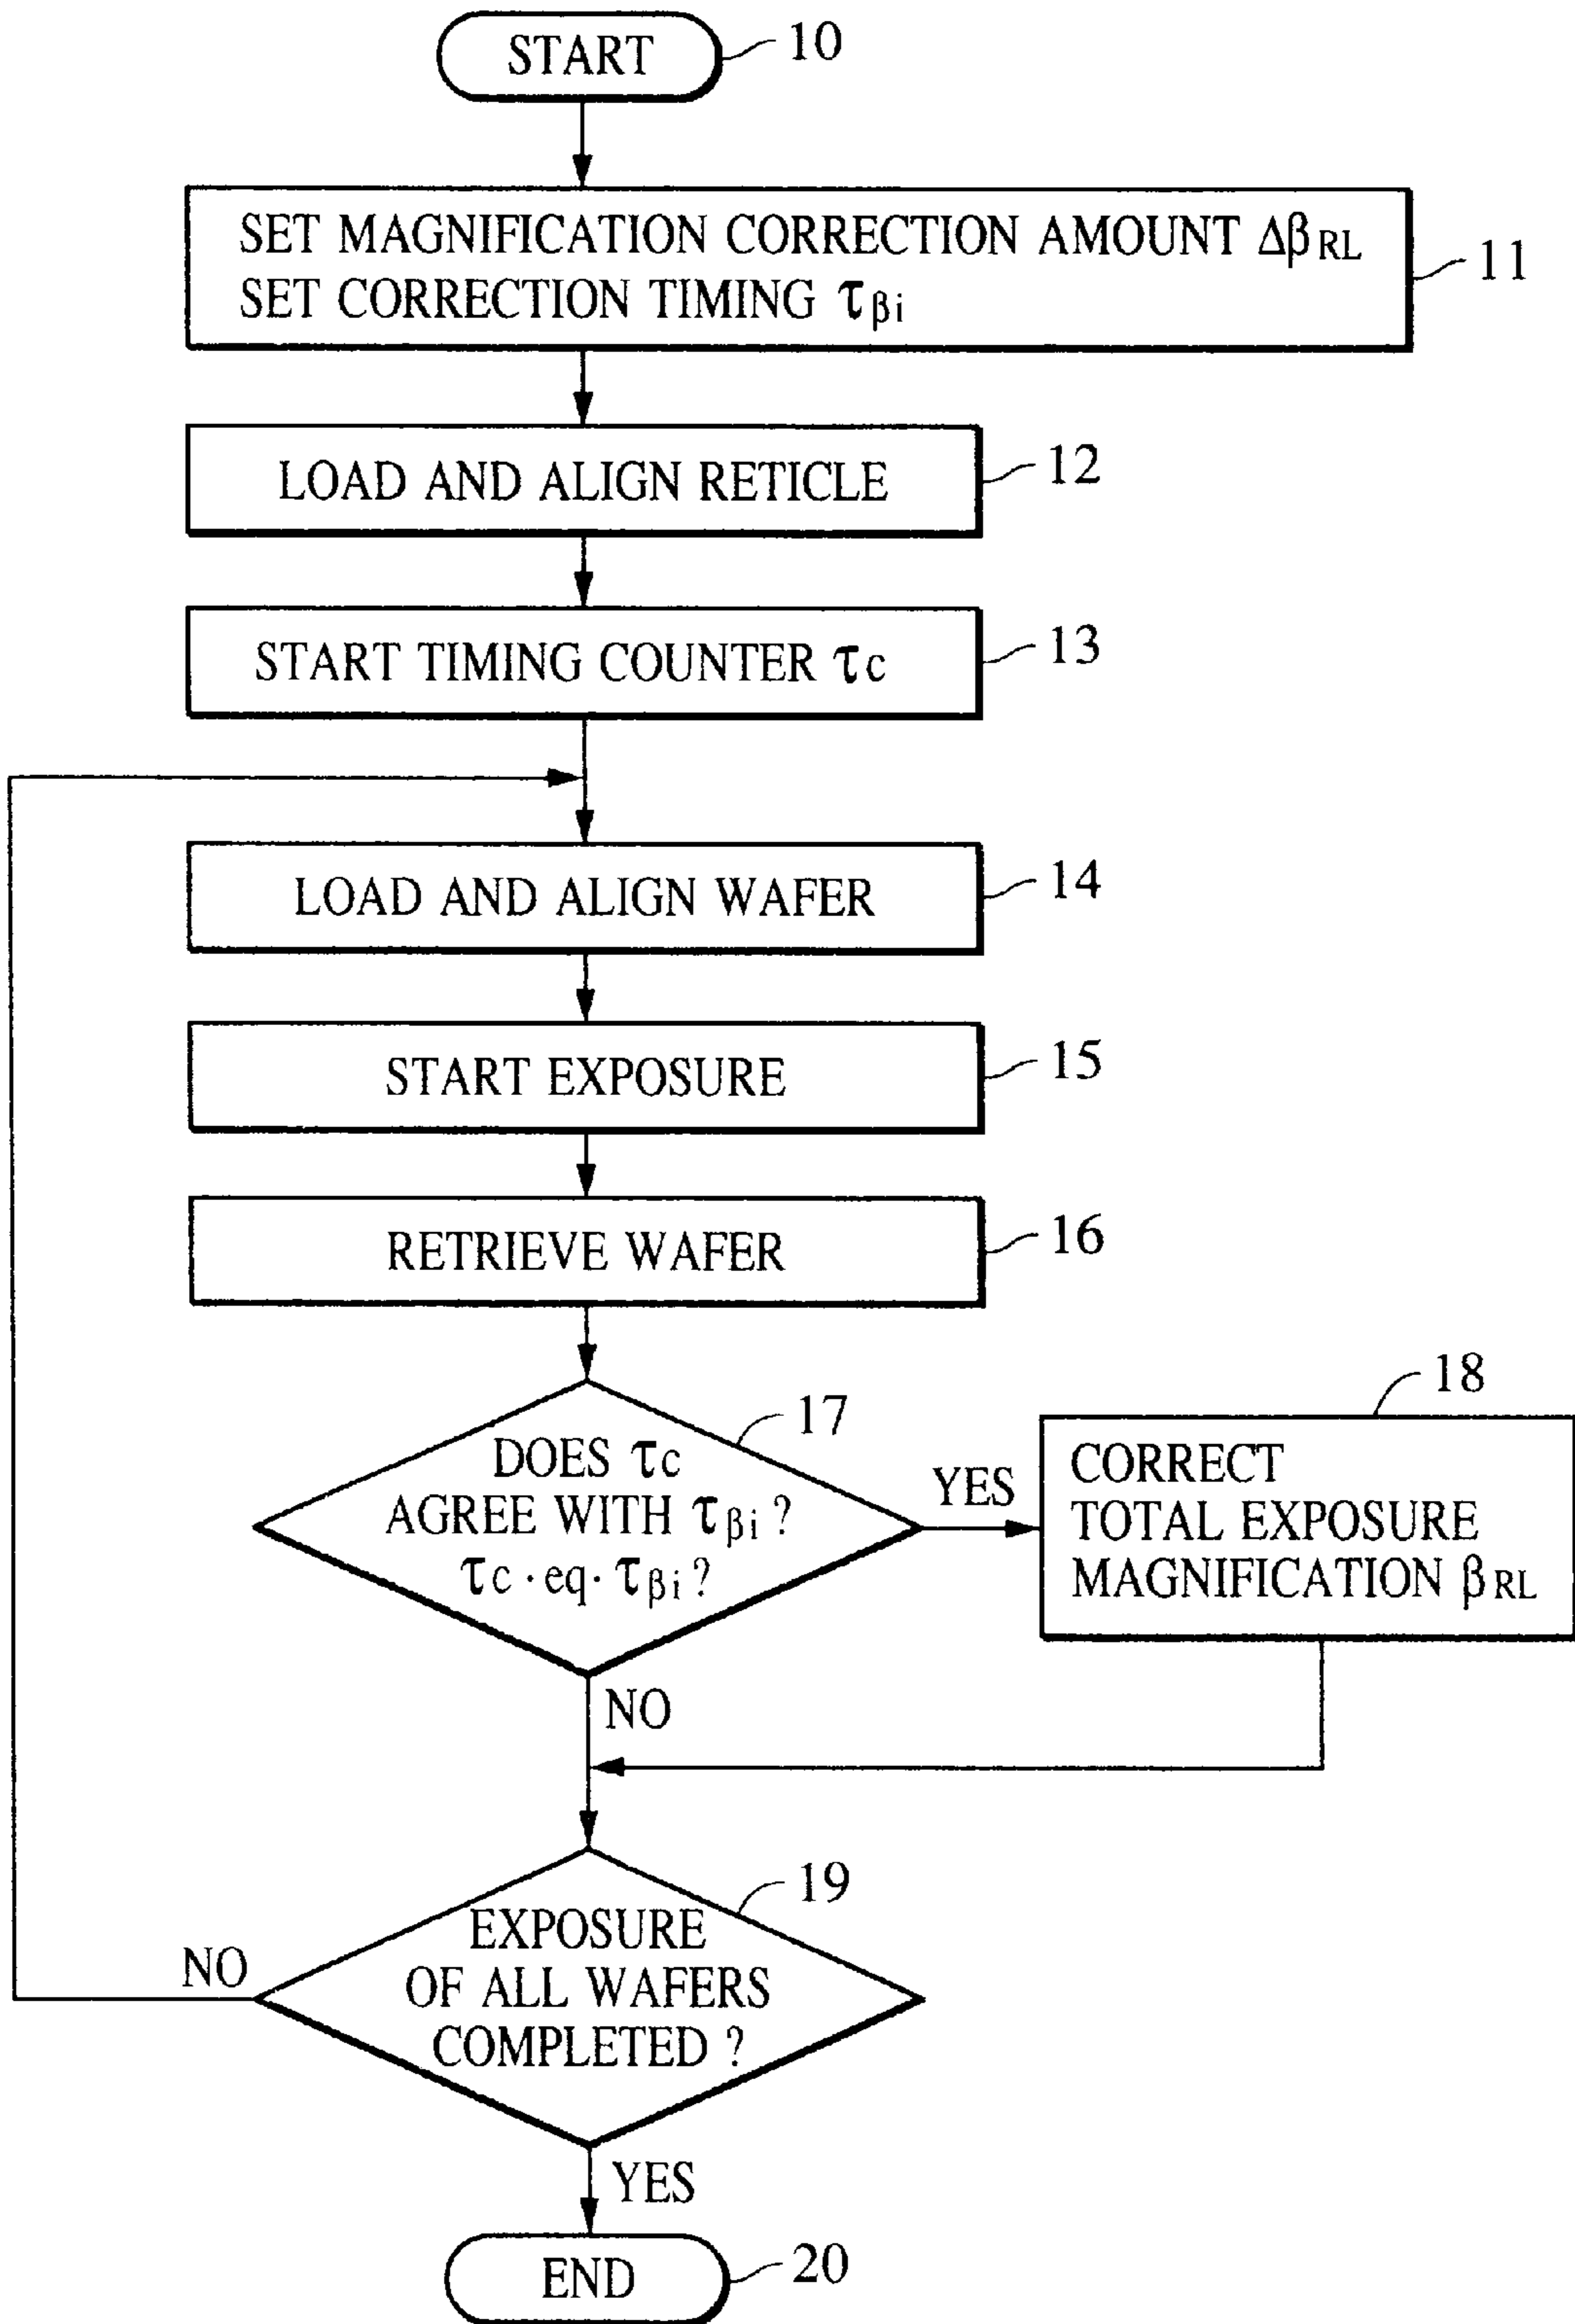 START
10
SET MAGNIFICATION CORRECTION AMOUNT ΔβRL
SET CORRECTION TIMING τβi
11
LOAD AND ALIGN RETICLE
12
START TIMING COUNTER τc
13
LOAD AND ALIGN WAFER
14
START EXPOSURE
15
RETRIEVE WAFER
16
17
DOES τc
AGREE WITH τβi ?
τc · eq · τβi ?
YES
18
CORRECT
TOTAL EXPOSURE
MAGNIFICATION βRL
NO
19
EXPOSURE
OF ALL WAFERS
COMPLETED ?
NO
YES
END
20